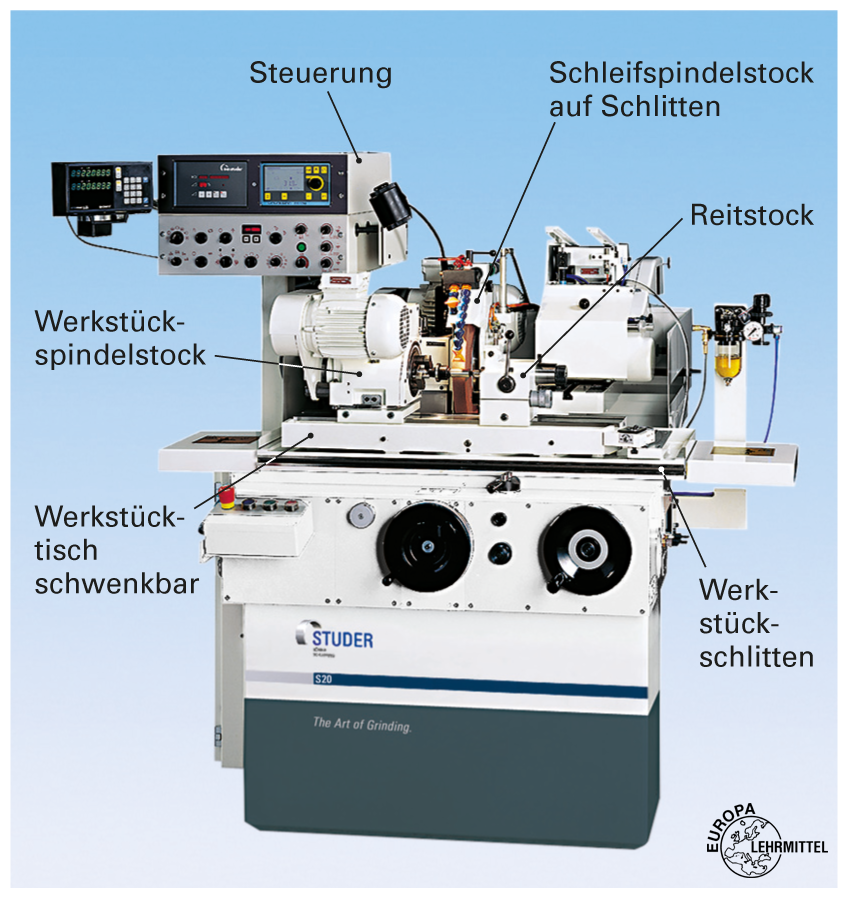 Steuerung
Schleifspindelstock
auf Schlitten
Reitstock
Werkstück-
spindelstock
Werkstück-
tisch
schwenkbar
Werk-
stück-
schlitten
STUDER
S20
The Art of Grinding.
EUROPA
LEHRMITTEL